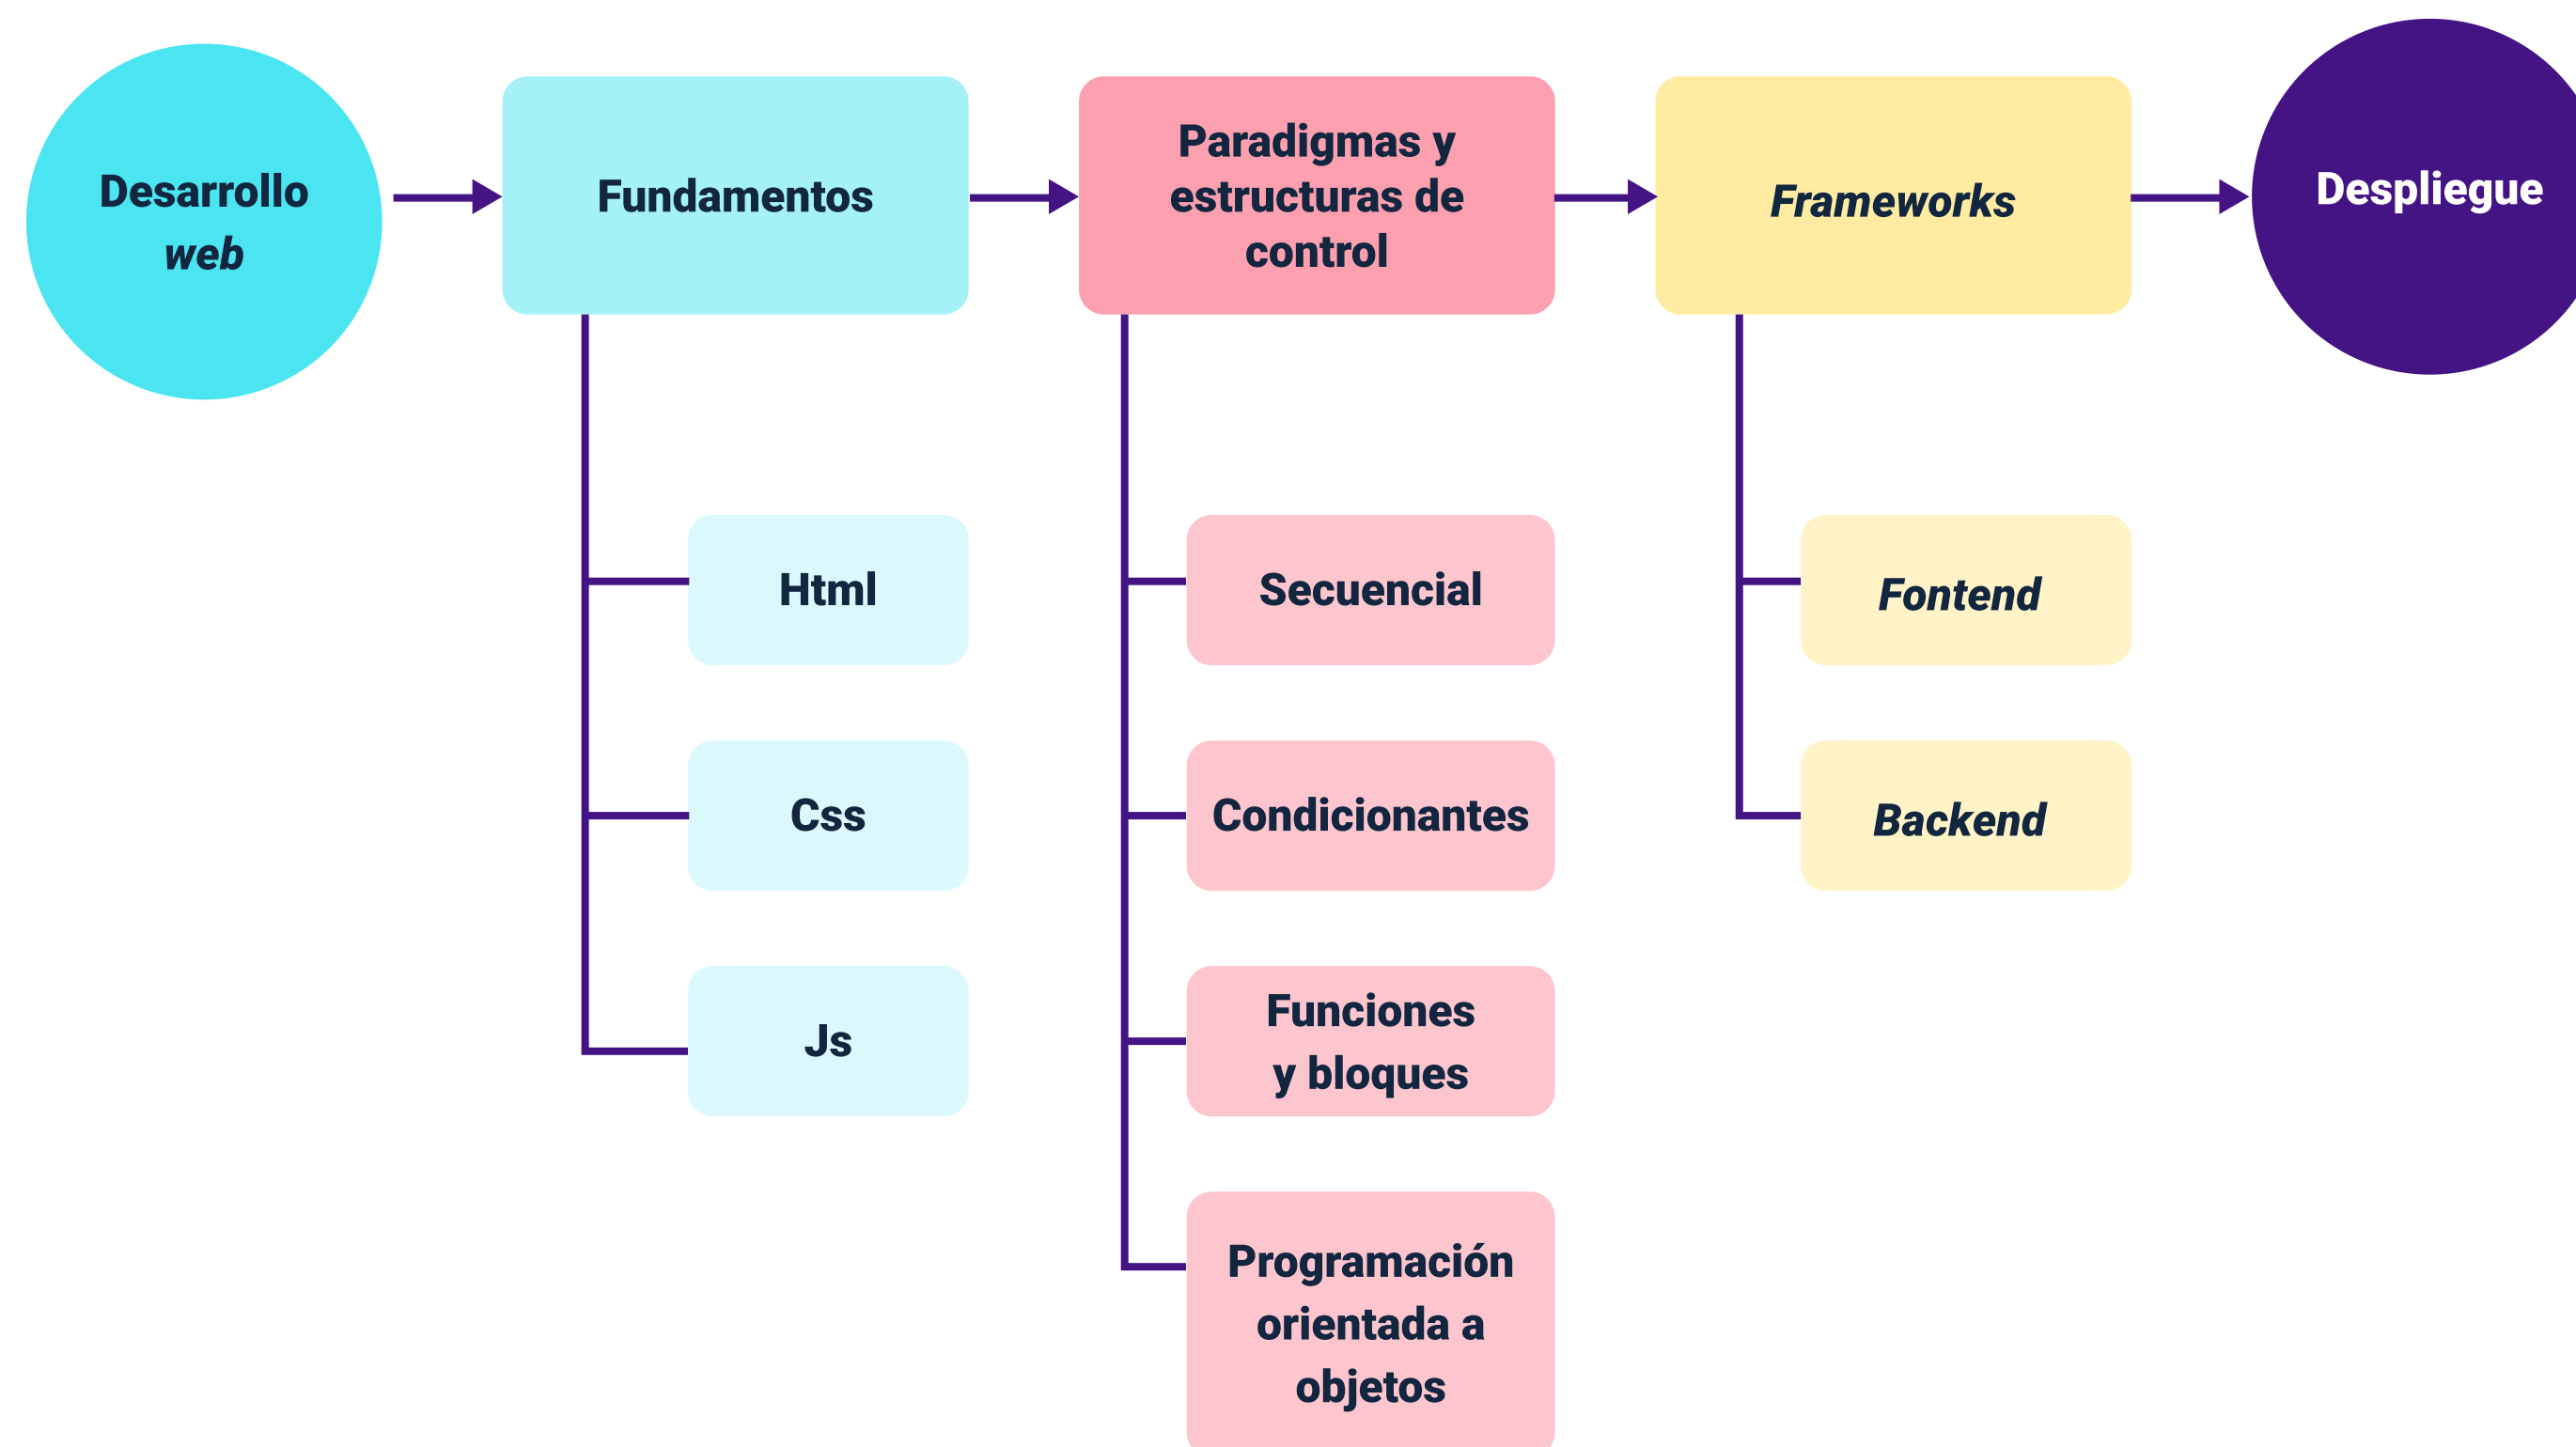 Desarrollo
web
Fundamentos
Html
Css
Js
Paradigmas y
estructuras de
control
Secuencial
Condicionantes
Funciones
y bloques
Programación
orientada a
objetos
Frameworks
Fontend
Backend
Despliegue